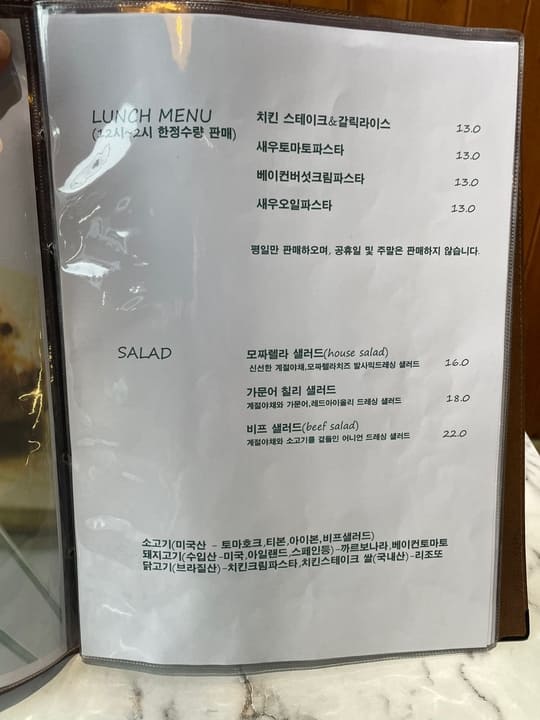 LUNCH MENU
(12시~2시 한정수량 판매)
치킨 스테이크&갈릭라이스 13.0
새우토마토파스타 13.0
베이컨버섯크림파스타 13.0
새우오일파스타 13.0
평일만 판매하오며, 공휴일 및 주말은 판매하지 않습니다.
SALAD
모짜렐라 샐러드(house salad) 16.0
신선한 계절야채,모짜렐라치즈 발사믹드레싱 샐러드
가문어 칠리 샐러드 18.0
계절야채와 가문어,레드아이올리 드레싱 샐러드
비프 샐러드(beef salad) 22.0
계절야채와 소고기를 곁들인 어니언 드레싱 샐러드
소고기(미국산 - 토마호크,티본,아이본,비프샐러드)
돼지고기(수입산-미국,아일랜드,스페인등)-까르보나라,베이컨토마토
닭고기(브라질산)-치킨크림파스타,치킨스테이크 쌀(국내산)-리조또